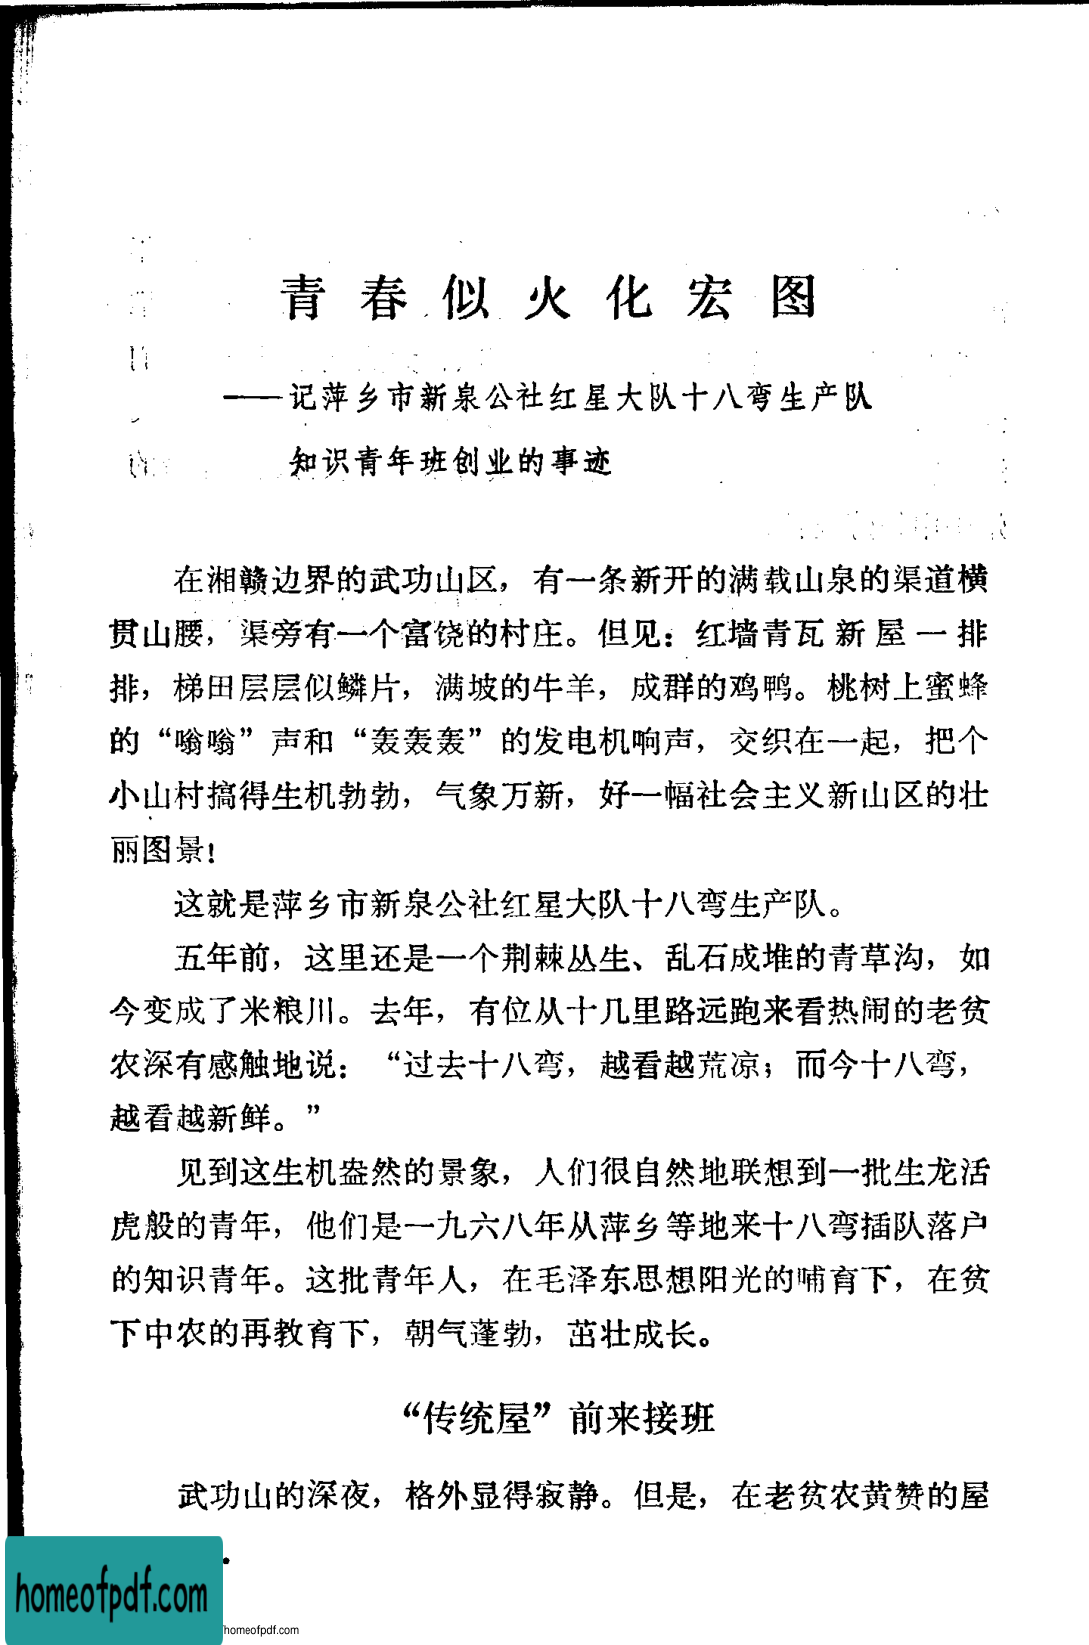 青春似火化宏图
——记萍乡市新泉公社红星大队十八弯生产队
知识青年班创业的事迹
在湘赣边界的武功山区，有一条新开的满载山泉的渠道横
贯山腰，渠旁有一个富饶的村庄。但见：红墙青瓦新屋一排
排，梯田层层似鳞片，满坡的牛羊，成群的鸡鸭。桃树上蜜蜂
的“嗡嗡”声和“轰轰轰”的发电机响声，交织在一起，把个
小山村搞得生机勃勃，气象万新，好一幅社会主义新山区的壮
丽图景！
这就是萍乡市新泉公社红星大队十八弯生产队。
五年前，这里还是一个荆棘丛生、乱石成堆的青草沟，如
今变成了米粮川。去年，有位从十几里路远跑来看热闹的老贫
农深有感触地说：“过去十八弯，越看越荒凉；而今十八弯，
越看越新鲜。”
见到这生机盎然的景象，人们很自然地联想到一批生龙活
虎般的青年，他们是一九六八年从萍乡等地来十八弯插队落户
的知识青年。这批青年人，在毛泽东思想阳光的哺育下，在贫
下中农的再教育下，朝气蓬勃，茁壮成长。
“传统屋”前来接班
武功山的深夜，格外显得寂静。但是，在老贫农黄赞的屋
homeofpdf.com
homeofpdf.com